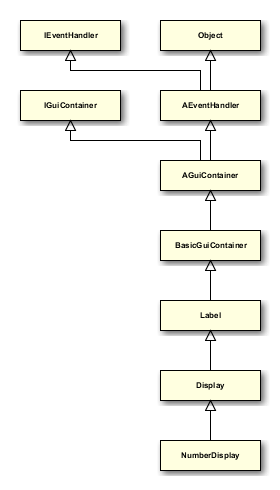 IEventHandler
Object
IGuiContainer
AEventHandler
AGuiContainer
BasicGuiContainer
Label
Display
NumberDisplay